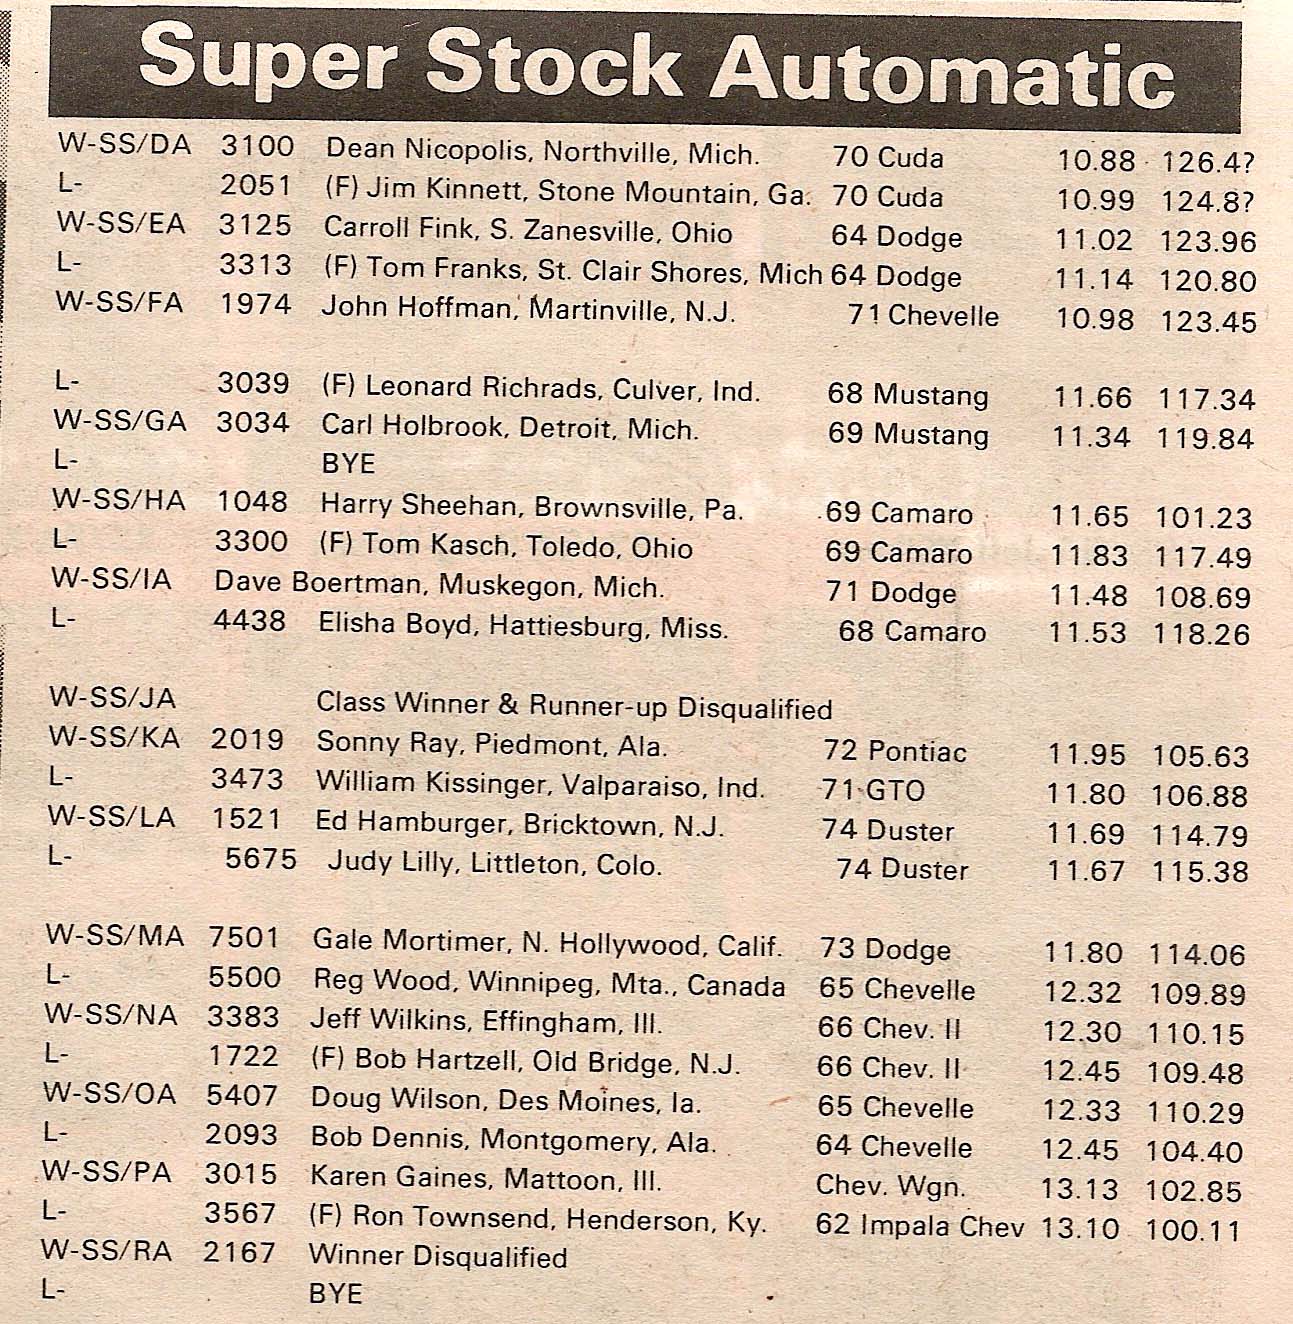 Super Stock Automatic
W-SS/DA 3100 Dean Nicopolis, Northville, Mich. 70 Cuda 10.88 126.4?
L- 2051 (F) Jim Kinnett, Stone Mountain, Ga. 70 Cuda 10.99 124.8?
W-SS/EA 3125 Carroll Fink, S. Zanesville, Ohio 64 Dodge 11.02 123.96
L- 3313 (F) Tom Franks, St. Clair Shores, Mich 64 Dodge 11.14 120.80
W-SS/FA 1974 John Hoffman, Martinville, N.J. 71 Chevelle 10.98 123.45
L- 3039 (F) Leonard Richrads, Culver, Ind. 68 Mustang 11.66 117.34
W-SS/GA 3034 Carl Holbrook, Detroit, Mich. 69 Mustang 11.34 119.84
L- BYE
W-SS/HA 1048 Harry Sheehan, Brownsville, Pa. 69 Camaro 11.65 101.23
L- 3300 (F) Tom Kasch, Toledo, Ohio 69 Camaro 11.83 117.49
W-SS/IA Dave Boertman, Muskegon, Mich. 71 Dodge 11.48 108.69
L- 4438 Elisha Boyd, Hattiesburg, Miss. 68 Camaro 11.53 118.26
W-SS/JA Class Winner & Runner-up Disqualified
W-SS/KA 2019 Sonny Ray, Piedmont, Ala. 72 Pontiac 11.95 105.63
L- 3473 William Kissinger, Valparaiso, Ind. 71 GTO 11.80 106.88
W-SS/LA 1521 Ed Hamburger, Bricktown, N.J. 74 Duster 11.69 114.79
L- 5675 Judy Lilly, Littleton, Colo. 74 Duster 11.67 115.38
W-SS/MA 7501 Gale Mortimer, N. Hollywood, Calif. 73 Dodge 11.80 114.06
L- 5500 Reg Wood, Winnipeg, Mta., Canada 65 Chevelle 12.32 109.89
W-SS/NA 3383 Jeff Wilkins, Effingham, Ill. 66 Chev. II 12.30 110.15
L- 1722 (F) Bob Hartzell, Old Bridge, N.J. 66 Chev. II 12.45 109.48
W-SS/OA 5407 Doug Wilson, Des Moines, Ia. 65 Chevelle 12.33 110.29
L- 2093 Bob Dennis, Montgomery, Ala. 64 Chevelle 12.45 104.40
W-SS/PA 3015 Karen Gaines, Mattoon, Ill. Chev. Wgn. 13.13 102.85
L- 3567 (F) Ron Townsend, Henderson, Ky. 62 Impala Chev 13.10 100.11
W-SS/RA 2167 Winner Disqualified
L- BYE